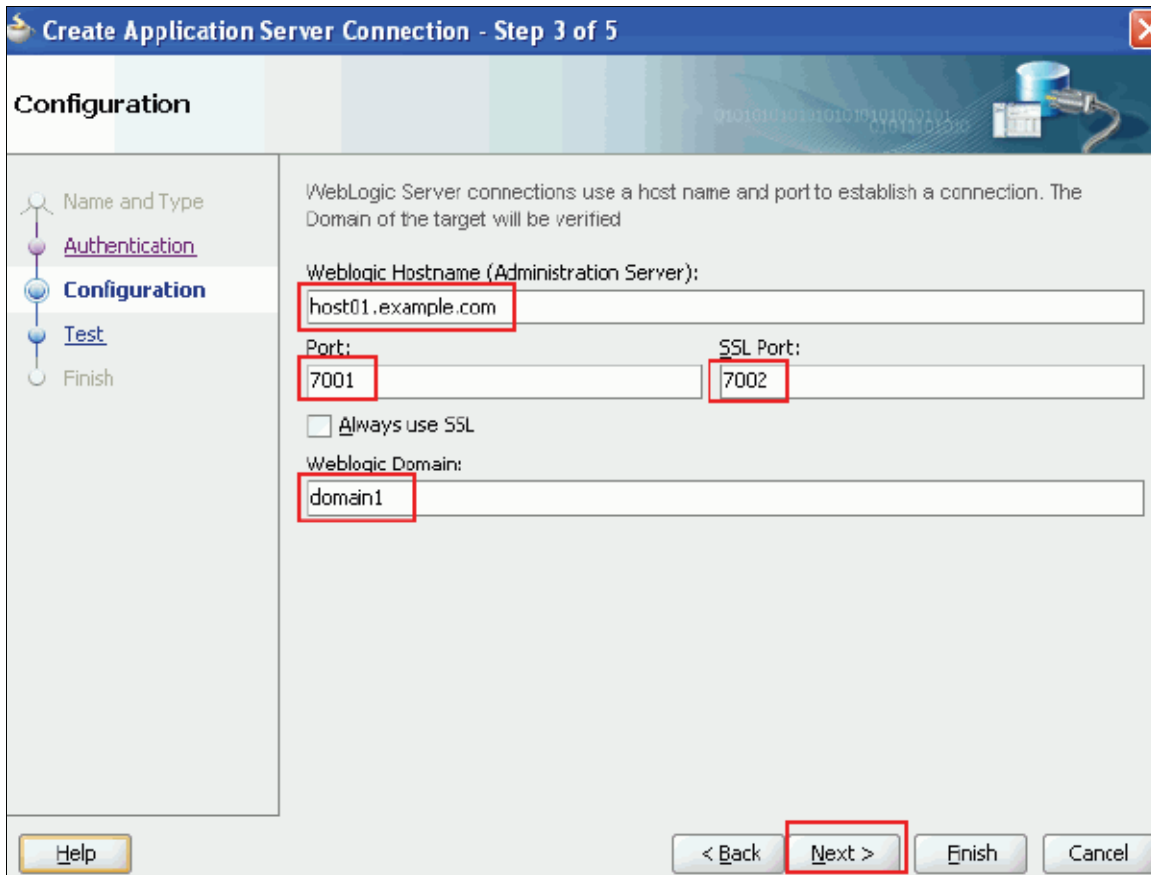 Create Application Server Connection - Step 3 of 5
Configuration
Name and Type
Authentication
Configuration
Test
Finish
WebLogic Server connections use a host name and port to establish a connection. The
Domain of the target will be verified
Weblogic Hostname (Administration Server):
host01.example.com
Port: SSL Port:
7001 7002
Always use SSL
Weblogic Domain:
domain1
Help < Back Next > Finish Cancel